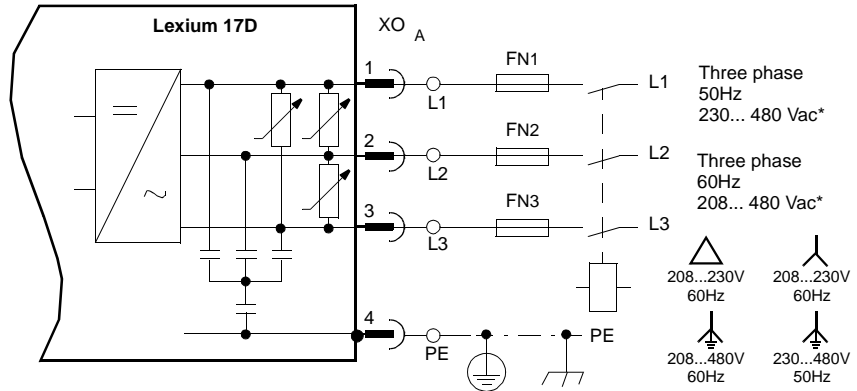 Lexium 17D
XO A
1
L1
FN1
L1
2
L2
FN2
L2
3
L3
FN3
L3
4
PE
PE
Three phase
50Hz
230... 480 Vac*
Three phase
60Hz
208... 480 Vac*
208...230V
60Hz
208...230V
60Hz
208...480V
60Hz
230...480V
50Hz